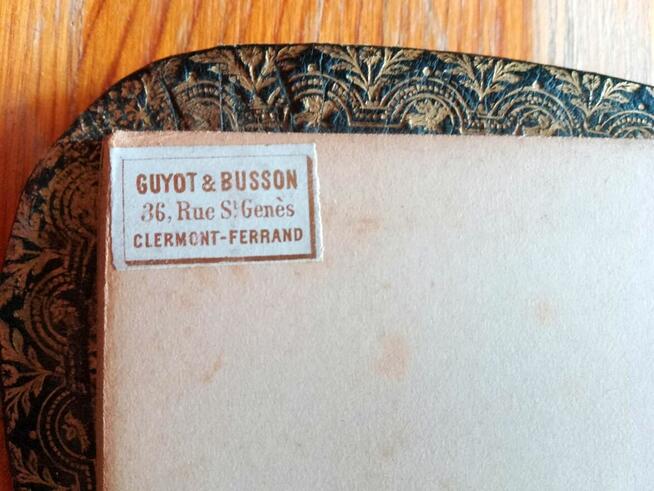 GUYOT & BUSSON
36, Rue St Genès
CLERMONT-FERRAND